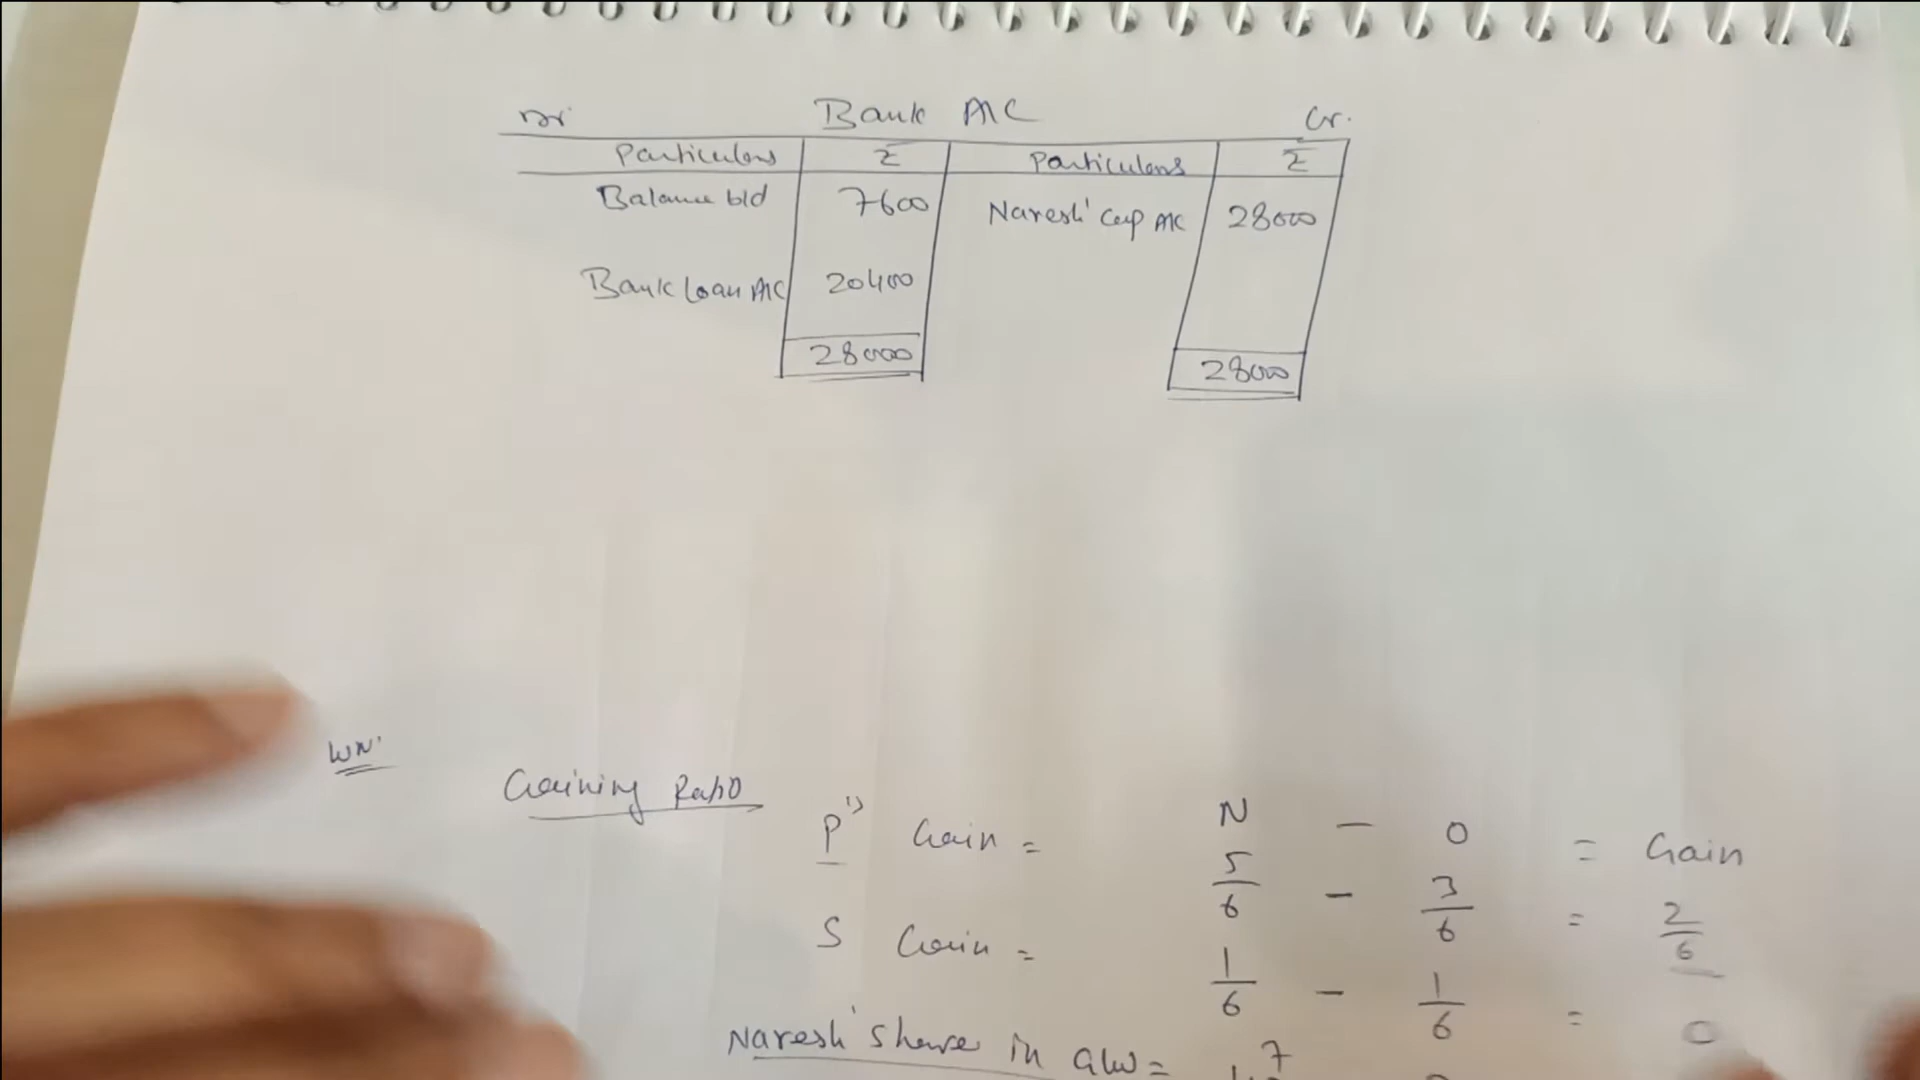 Dr Bank A/C Cr.
Particulars ₹ Particulars ₹
Balance b/d 7600 Naresh' Cap A/c 28000
Bank Loan A/C 20400
28000 28000
WN'
Gaining Ratio
N - O = Gain
P's Gain = 5/6 - 3/6 = 2/6
S Gain = 1/6 - 1/6 = 0
Naresh's share in G/W =